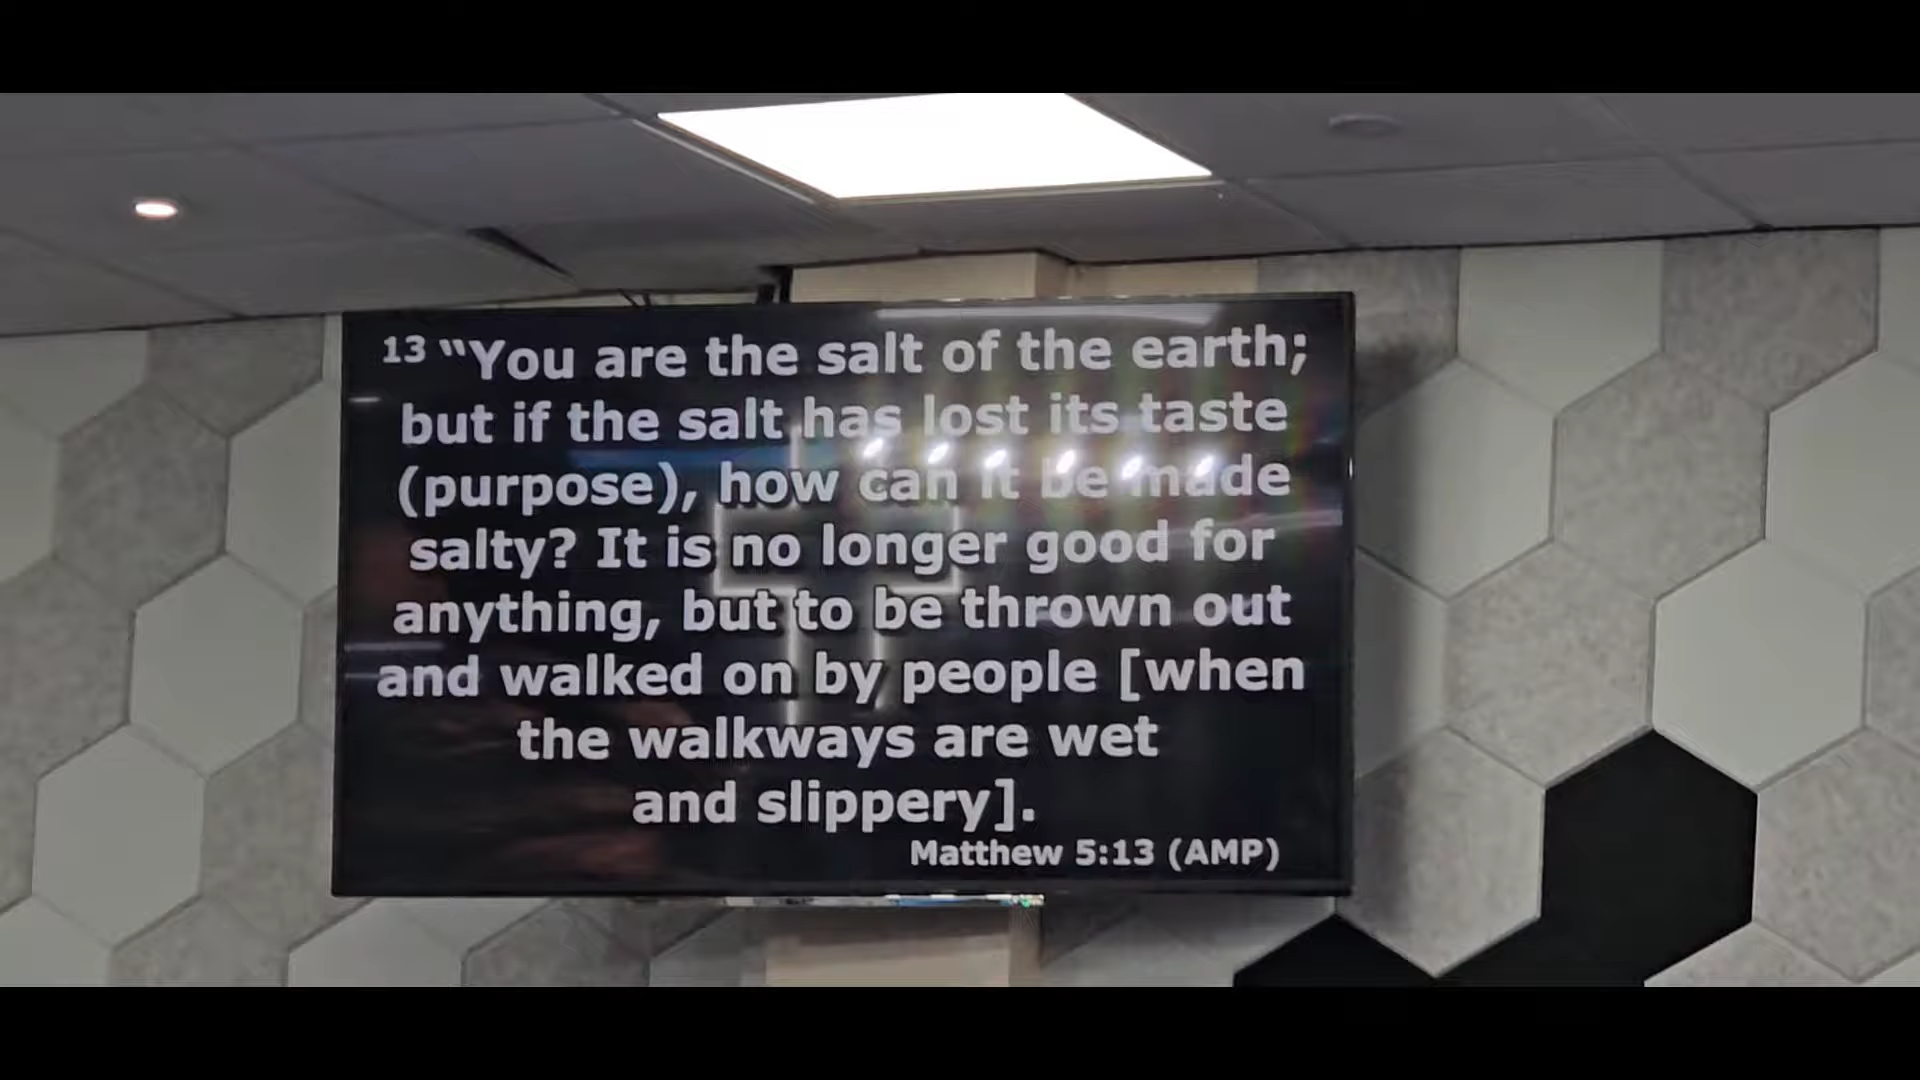 13 “You are the salt of the earth;
but if the salt has lost its taste
(purpose), how can it be made
salty? It is no longer good for
anything, but to be thrown out
and walked on by people [when
the walkways are wet
and slippery].
Matthew 5:13 (AMP)